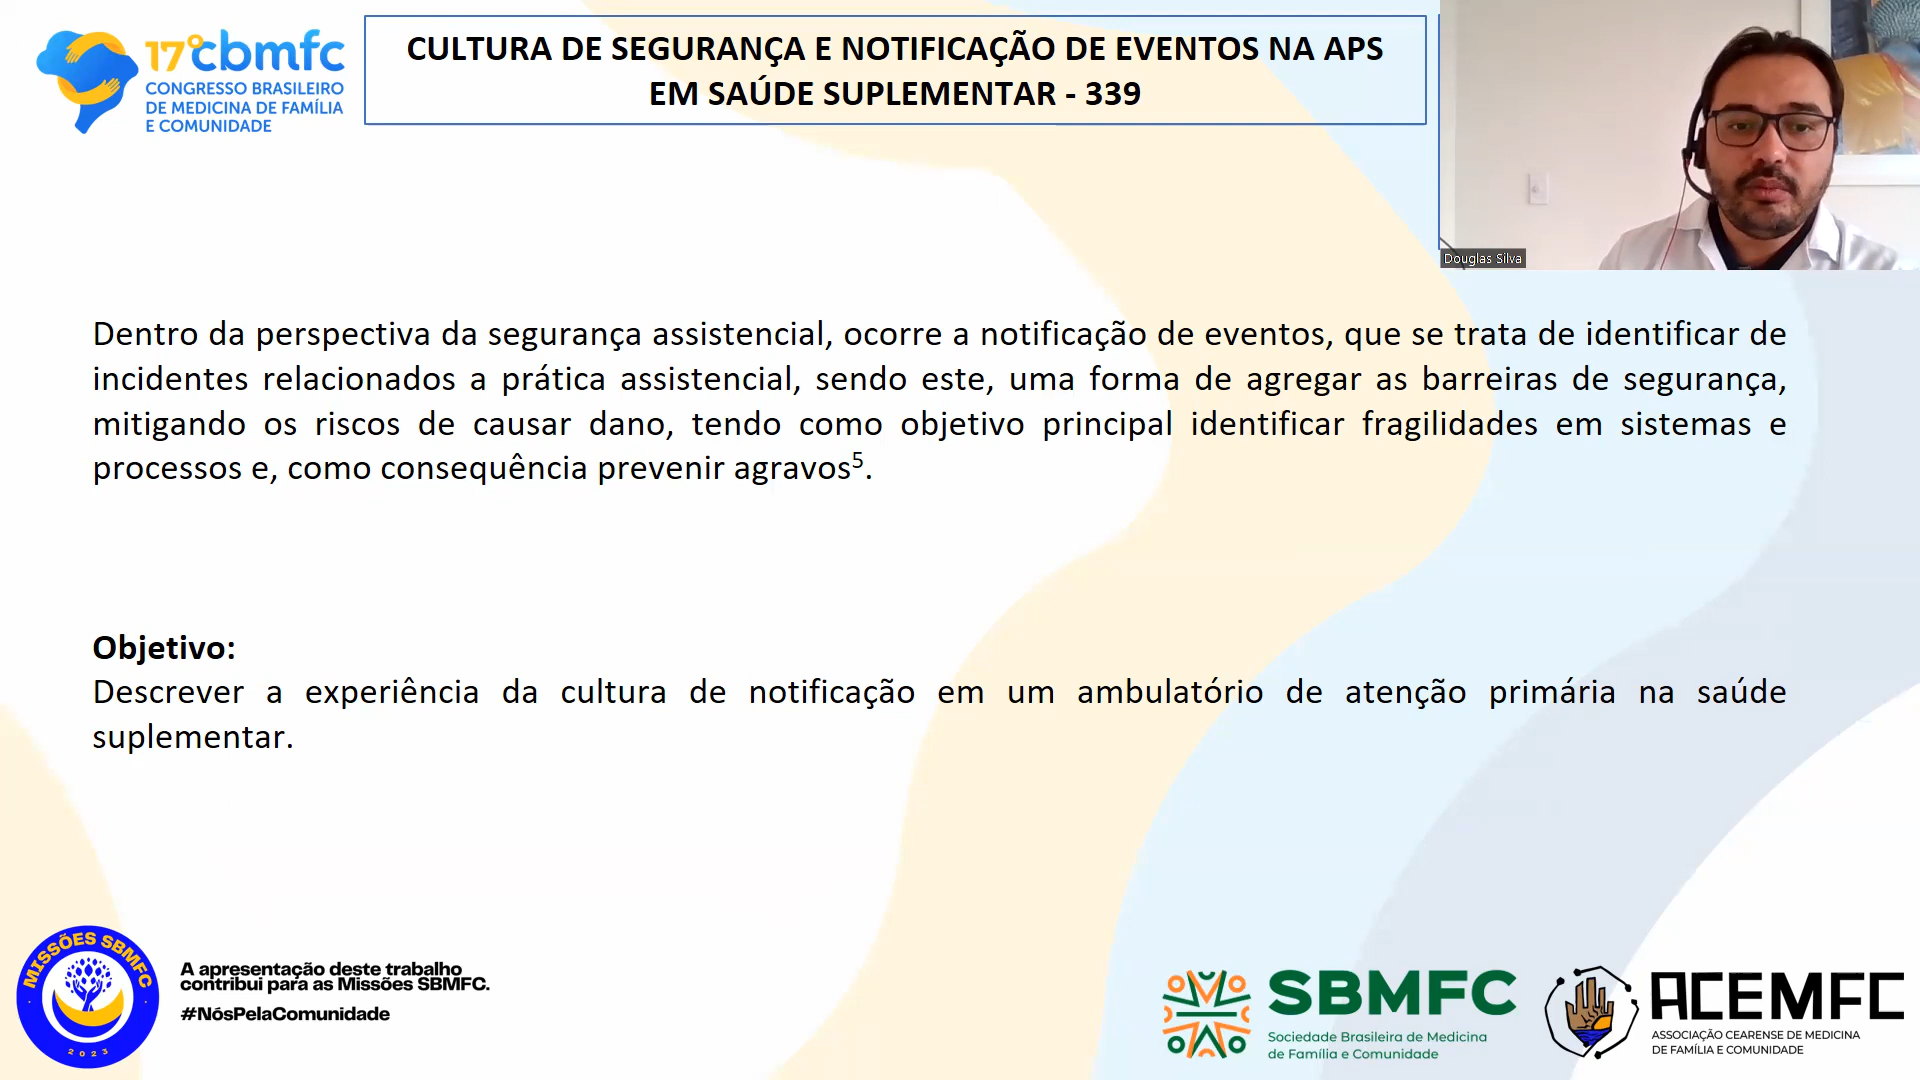 17º cbmfc
CONGRESSO BRASILEIRO
DE MEDICINA DE FAMÍLIA
E COMUNIDADE
CULTURA DE SEGURANÇA E NOTIFICAÇÃO DE EVENTOS NA APS
EM SAÚDE SUPLEMENTAR - 339
Douglas Silva
Dentro da perspectiva da segurança assistencial, ocorre a notificação de eventos, que se trata de identificar de
incidentes relacionados a prática assistencial, sendo este, uma forma de agregar as barreiras de segurança,
mitigando os riscos de causar dano, tendo como objetivo principal identificar fragilidades em sistemas e
processos e, como consequência prevenir agravos⁵.
Objetivo:
Descrever a experiência da cultura de notificação em um ambulatório de atenção primária na saúde
suplementar.
MISSÕES SBMFC
2023
A apresentação deste trabalho
contribui para as Missões SBMFC.
#NósPelaComunidade
SBMFC
Sociedade Brasileira de Medicina
de Família e Comunidade
ACEMFC
ASSOCIAÇÃO CEARENSE DE MEDICINA
DE FAMÍLIA E COMUNIDADE